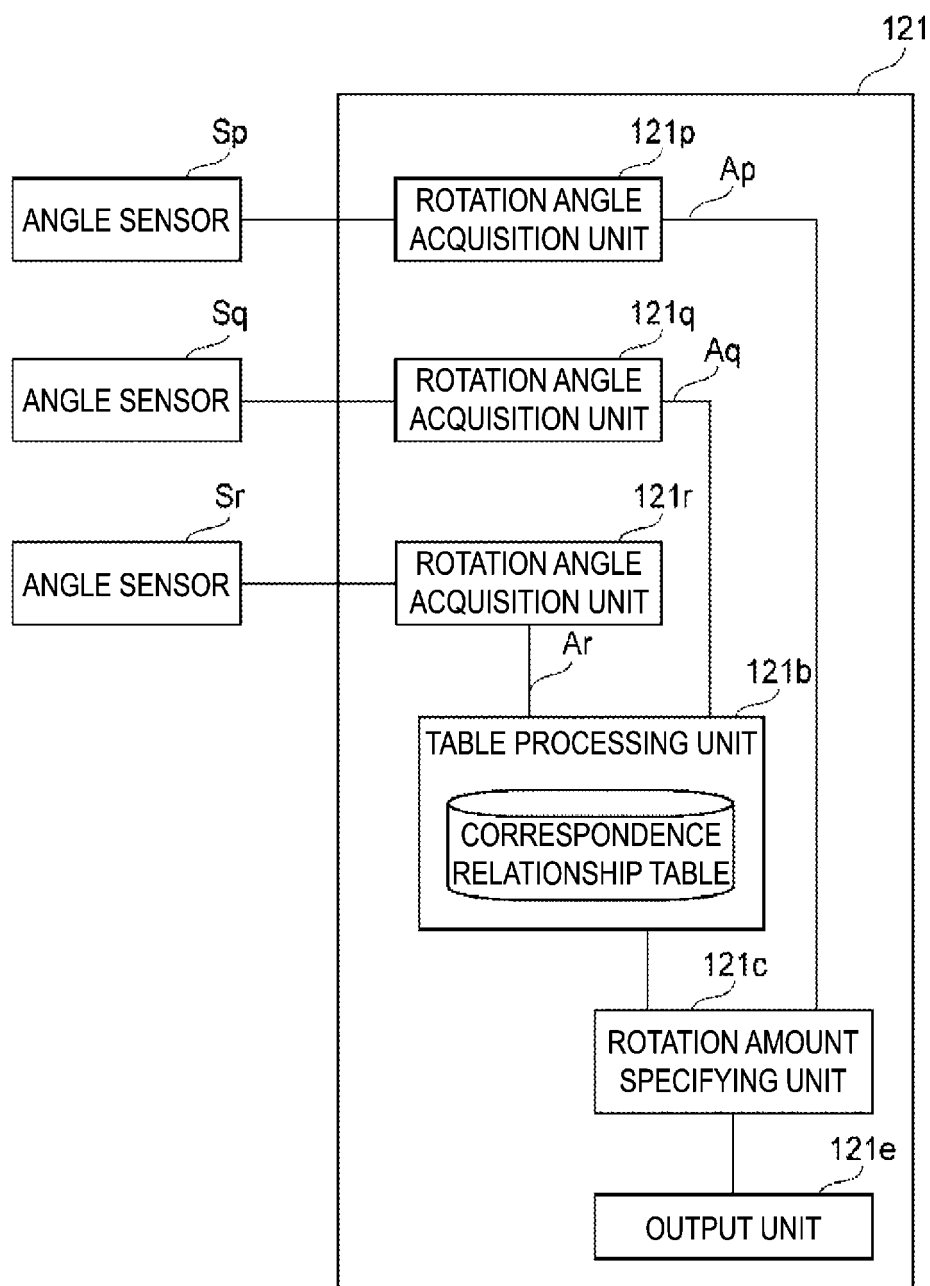 121
Sp
121p
Ap
ANGLE SENSOR
ROTATION ANGLE
ACQUISITION UNIT
Sq
121q
Aq
ANGLE SENSOR
ROTATION ANGLE
ACQUISITION UNIT
Sr
121r
ANGLE SENSOR
ROTATION ANGLE
ACQUISITION UNIT
Ar
121b
TABLE PROCESSING UNIT
CORRESPONDENCE
RELATIONSHIP TABLE
121c
ROTATION AMOUNT
SPECIFYING UNIT
121e
OUTPUT UNIT